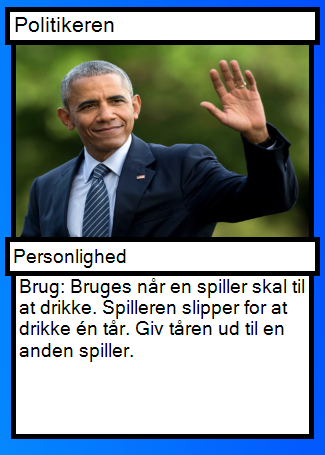 Politikeren
Personlighed
Brug: Bruges når en spiller skal til
at drikke. Spilleren slipper for at
drikke én tår. Giv tåren ud til en
anden spiller.